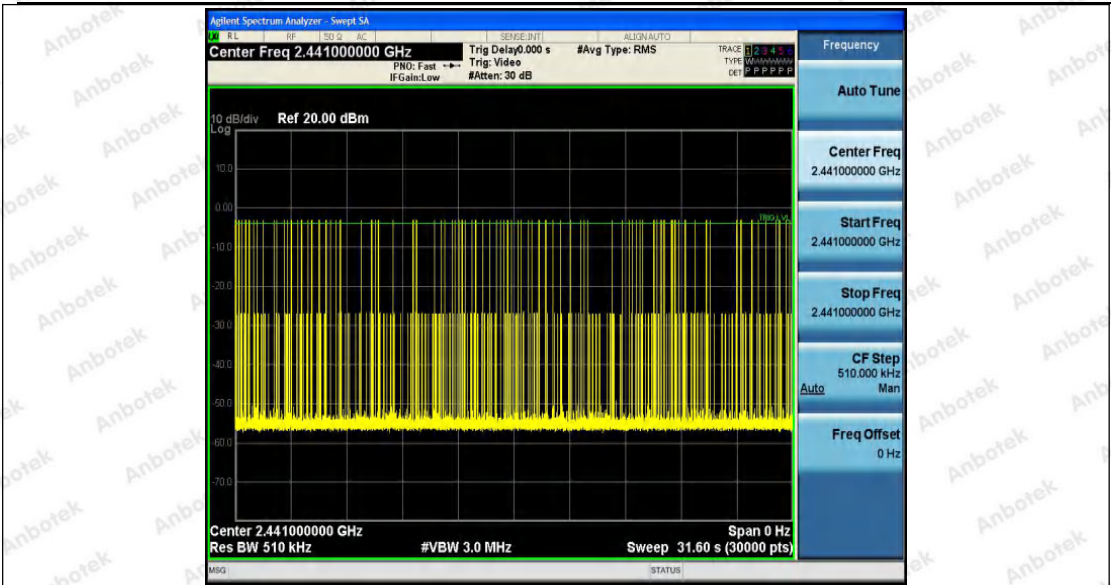 Agilent Spectrum Analyzer - Swept SA
RL RF 50 Ω AC SENSE:INT ALIGN AUTO
Center Freq 2.441000000 GHz
PNO: Fast
IFGain:Low
Trig Delay0.000 s
Trig: Video
#Atten: 30 dB
#Avg Type: RMS
TRACE 1 2 3 4 5 6
TYPE
DET P P P P P P
Frequency
Auto Tune
10 dB/div Ref 20.00 dBm
Log
10.0
0.00
TRIG LVL
-10.0
-20.0
-30.0
-40.0
-50.0
-60.0
-70.0
Center Freq
2.441000000 GHz
Start Freq
2.441000000 GHz
Stop Freq
2.441000000 GHz
CF Step
510.000 kHz
Auto Man
Freq Offset
0 Hz
Center 2.441000000 GHz Span 0 Hz
Res BW 510 kHz #VBW 3.0 MHz Sweep 31.60 s (30000 pts)
MSG STATUS
Anbotek